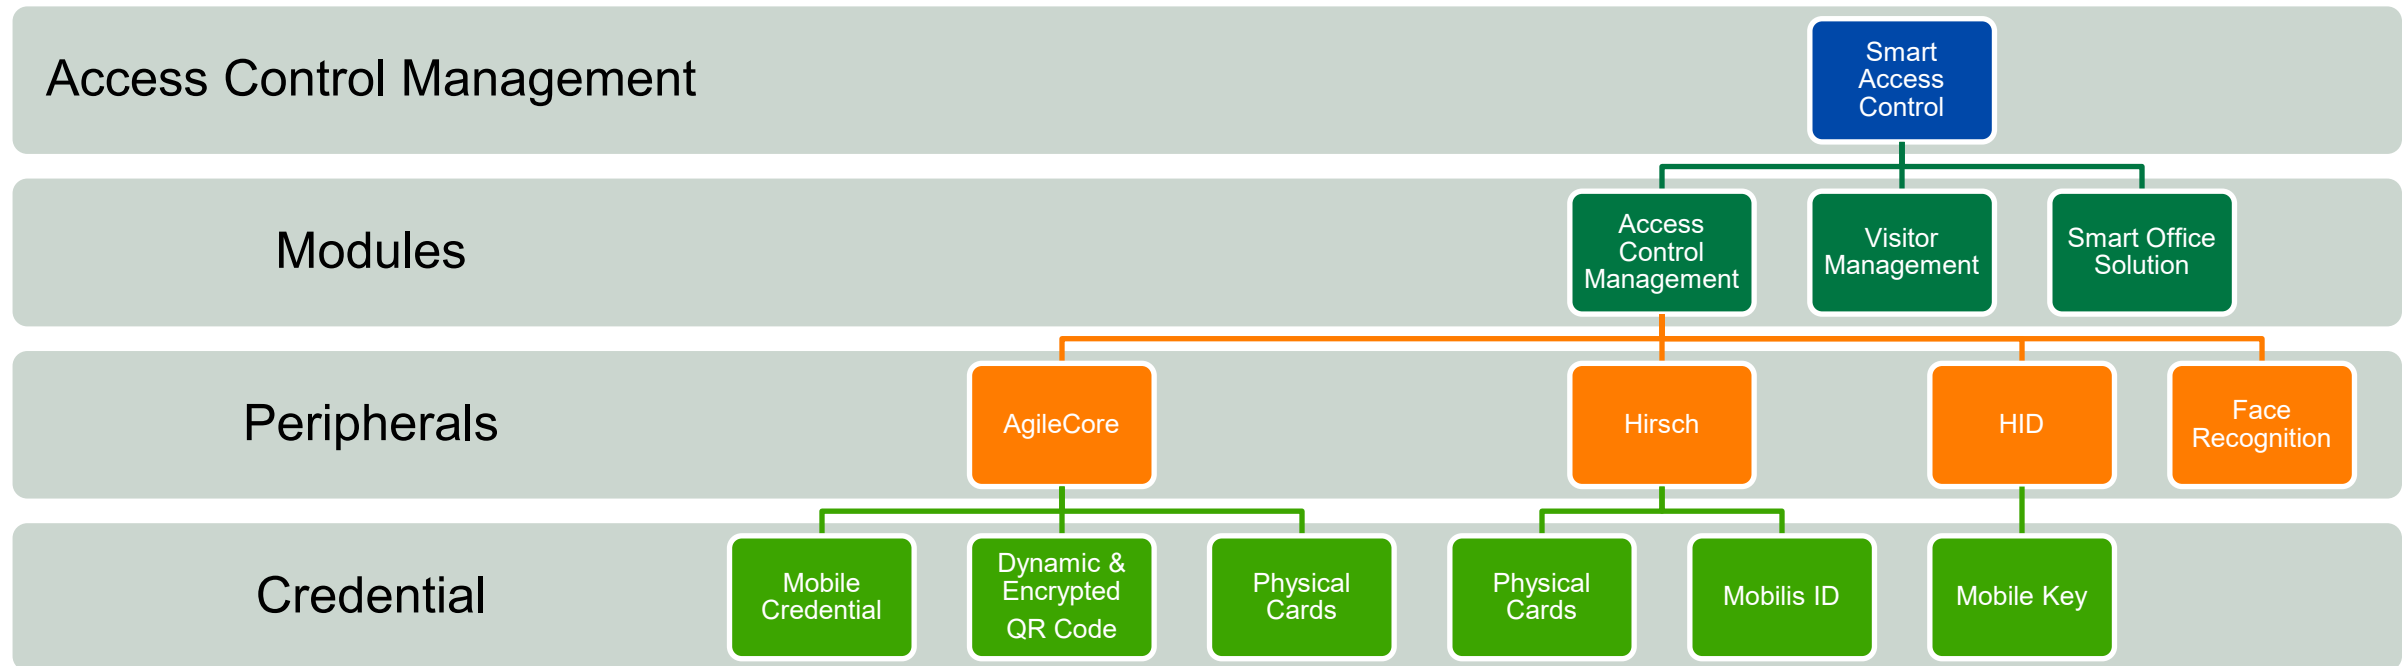 Access Control Management
Smart
Access
Control
Modules
Access
Control
Management
Visitor
Management
Smart Office
Solution
Peripherals
AgileCore
Hirsch
HID
Face
Recognition
Credential
Mobile
Credential
Dynamic &
Encrypted
QR Code
Physical
Cards
Physical
Cards
Mobilis ID
Mobile Key